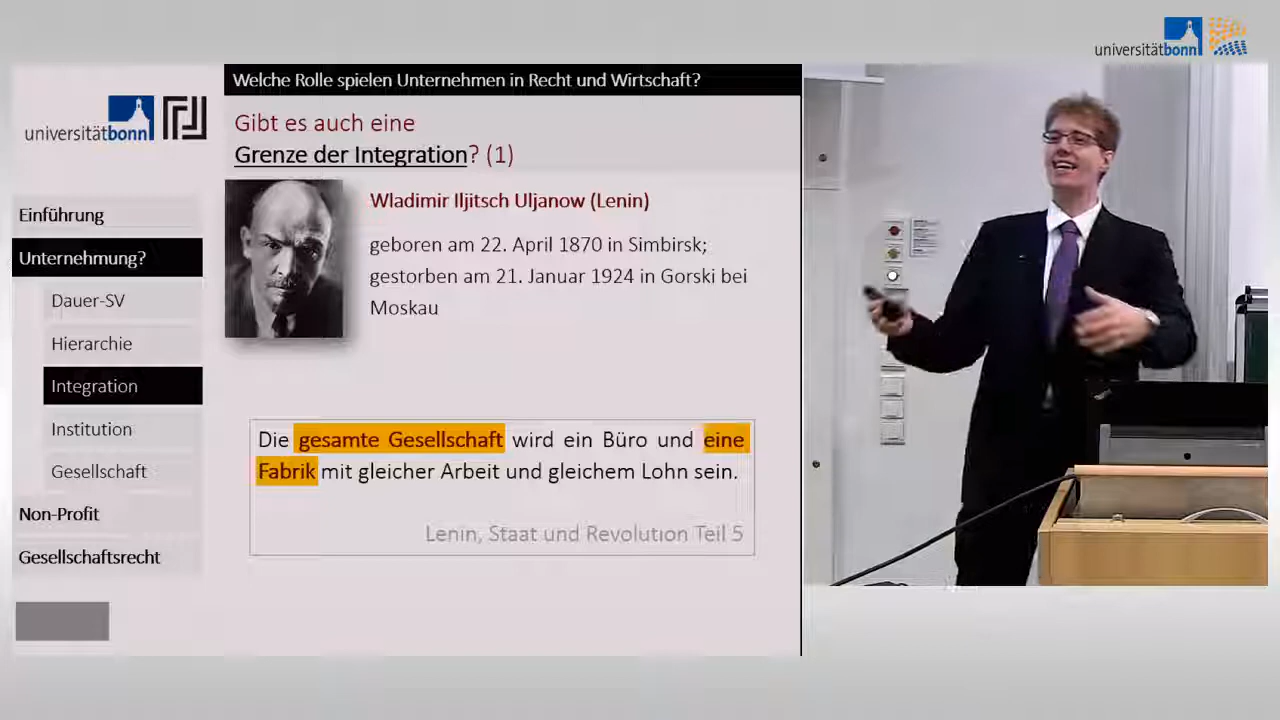 universitätbonn
Welche Rolle spielen Unternehmen in Recht und Wirtschaft?
universitätbonn
Gibt es auch eine
Grenze der Integration? (1)
Wladimir Iljitsch Uljanow (Lenin)
geboren am 22. April 1870 in Simbirsk;
gestorben am 21. Januar 1924 in Gorski bei
Moskau
Einführung
Unternehmung?
Dauer-SV
Hierarchie
Integration
Institution
Gesellschaft
Non-Profit
Gesellschaftsrecht
Die gesamte Gesellschaft wird ein Büro und eine
Fabrik mit gleicher Arbeit und gleichem Lohn sein.
Lenin, Staat und Revolution Teil 5